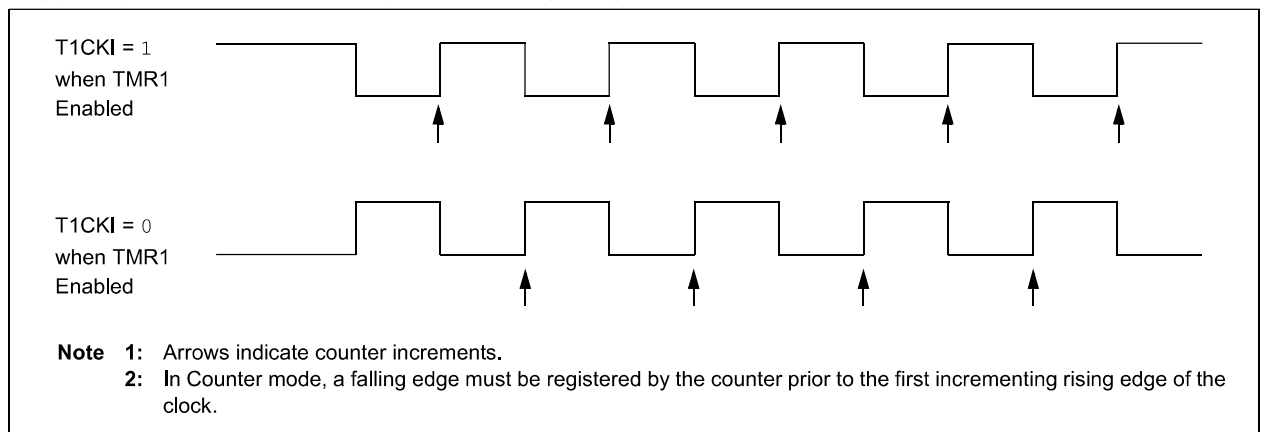 T1CKI = 1
when TMR1
Enabled
T1CKI = 0
when TMR1
Enabled
Note 1: Arrows indicate counter increments.
2: In Counter mode, a falling edge must be registered by the counter prior to the first incrementing rising edge of the
clock.